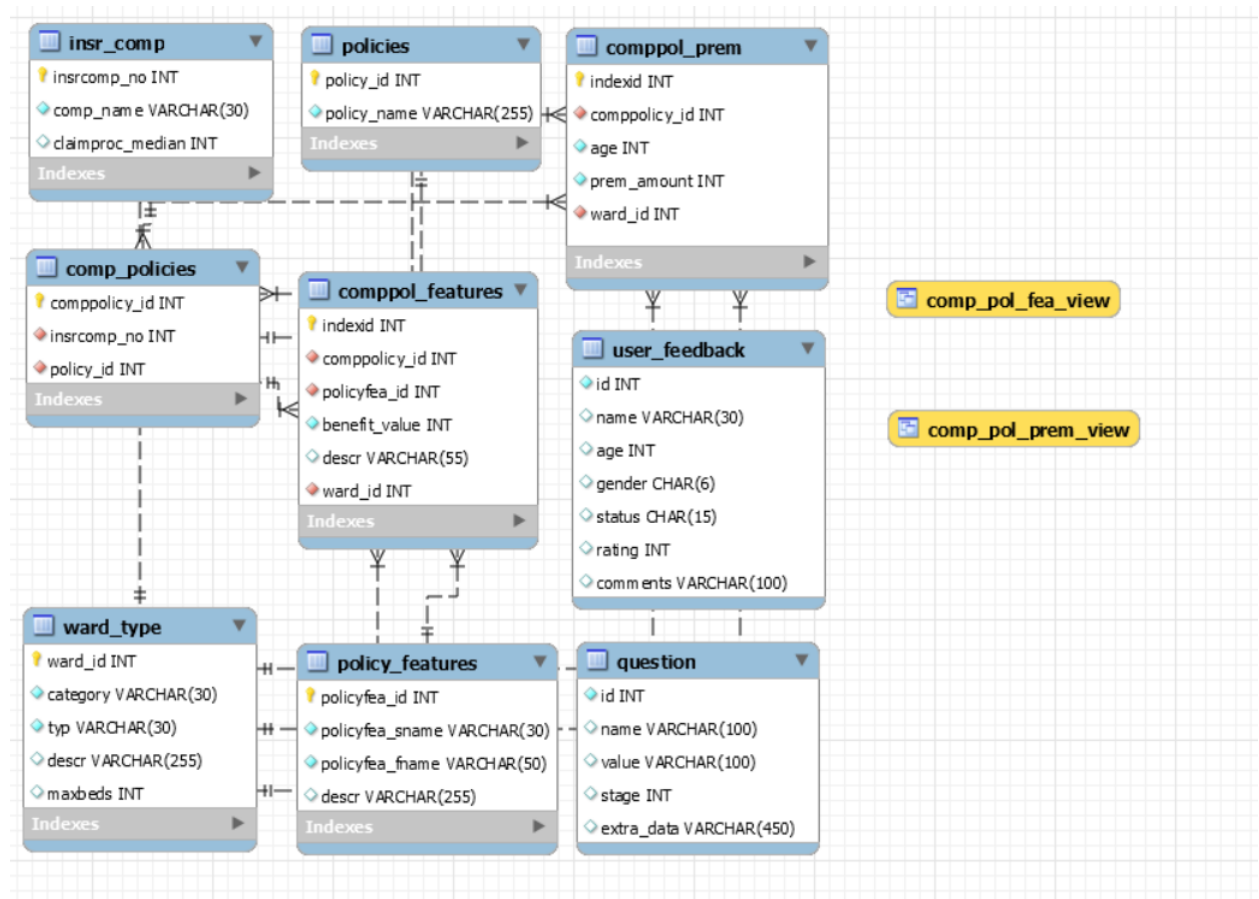 insr_comp
insrcomp_no INT
comp_name VARCHAR(30)
claimproc_median INT
Indexes
policies
policy_id INT
policy_name VARCHAR(255)
Indexes
comppol_prem
indexid INT
comppolicy_id INT
age INT
prem_amount INT
ward_id INT
Indexes
comp_policies
comppolicy_id INT
insrcomp_no INT
policy_id INT
Indexes
comppol_features
indexid INT
comppolicy_id INT
policyfea_id INT
benefit_value INT
descr VARCHAR(55)
ward_id INT
Indexes
user_feedback
id INT
name VARCHAR(30)
age INT
gender CHAR(6)
status CHAR(15)
rating INT
comments VARCHAR(100)
comp_pol_fea_view
comp_pol_prem_view
ward_type
ward_id INT
category VARCHAR(30)
typ VARCHAR(30)
descr VARCHAR(255)
maxbeds INT
Indexes
policy_features
policyfea_id INT
policyfea_sname VARCHAR(30)
policyfea_fname VARCHAR(50)
descr VARCHAR(255)
Indexes
question
id INT
name VARCHAR(100)
value VARCHAR(100)
stage INT
extra_data VARCHAR(450)